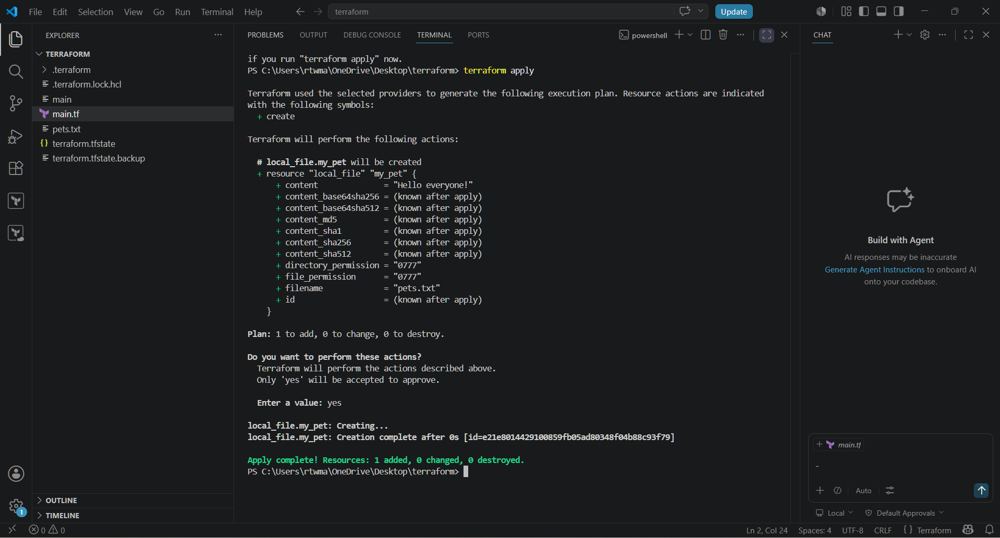 File Edit Selection View Go Run Terminal Help
terraform
Update
EXPLORER
TERRAFORM
.terraform
.terraform.lock.hcl
main
main.tf
pets.txt
{} terraform.tfstate
terraform.tfstate.backup
OUTLINE
TIMELINE
PROBLEMS OUTPUT DEBUG CONSOLE TERMINAL PORTS
powershell
if you run "terraform apply" now.
PS C:\Users\rtwma\OneDrive\Desktop\terraform> terraform apply
Terraform used the selected providers to generate the following execution plan. Resource actions are indicated
with the following symbols:
+ create
Terraform will perform the following actions:
# local_file.my_pet will be created
+ resource "local_file" "my_pet" {
+ content = "Hello everyone!"
+ content_base64sha256 = (known after apply)
+ content_base64sha512 = (known after apply)
+ content_md5 = (known after apply)
+ content_sha1 = (known after apply)
+ content_sha256 = (known after apply)
+ content_sha512 = (known after apply)
+ directory_permission = "0777"
+ file_permission = "0777"
+ filename = "pets.txt"
+ id = (known after apply)
}
Plan: 1 to add, 0 to change, 0 to destroy.
Do you want to perform these actions?
Terraform will perform the actions described above.
Only 'yes' will be accepted to approve.
Enter a value: yes
local_file.my_pet: Creating...
local_file.my_pet: Creation complete after 0s [id=e21e8014429100859fb05ad80348f04b88c93f79]
Apply complete! Resources: 1 added, 0 changed, 0 destroyed.
PS C:\Users\rtwma\OneDrive\Desktop\terraform>
CHAT
Build with Agent
AI responses may be inaccurate
Generate Agent Instructions to onboard AI
onto your codebase.
main.tf
-
Auto
Local Default Approvals
1
0 0
Ln 2, Col 24 Spaces: 4 UTF-8 CRLF {} Terraform